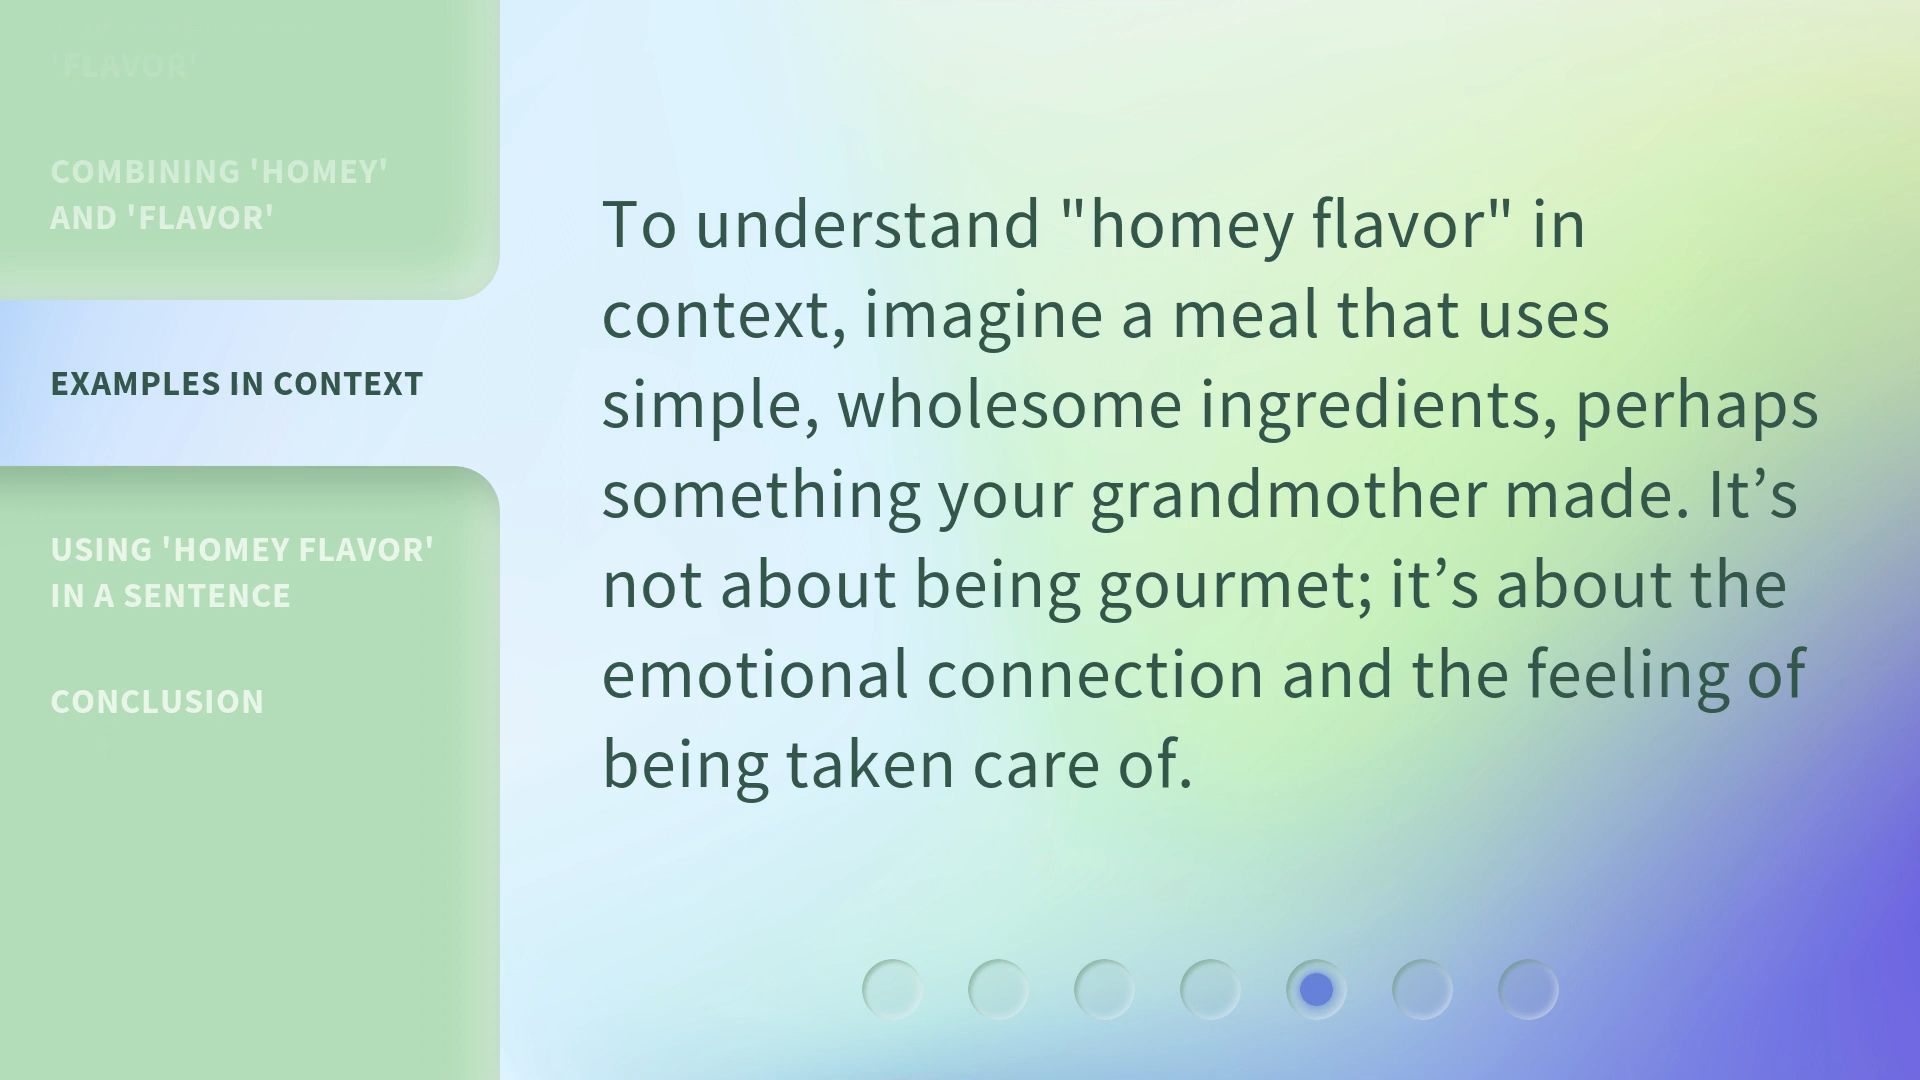 'FLAVOR'
COMBINING 'HOMEY'
AND 'FLAVOR'
EXAMPLES IN CONTEXT
USING 'HOMEY FLAVOR'
IN A SENTENCE
CONCLUSION
To understand "homey flavor" in
context, imagine a meal that uses
simple, wholesome ingredients, perhaps
something your grandmother made. It’s
not about being gourmet; it’s about the
emotional connection and the feeling of
being taken care of.